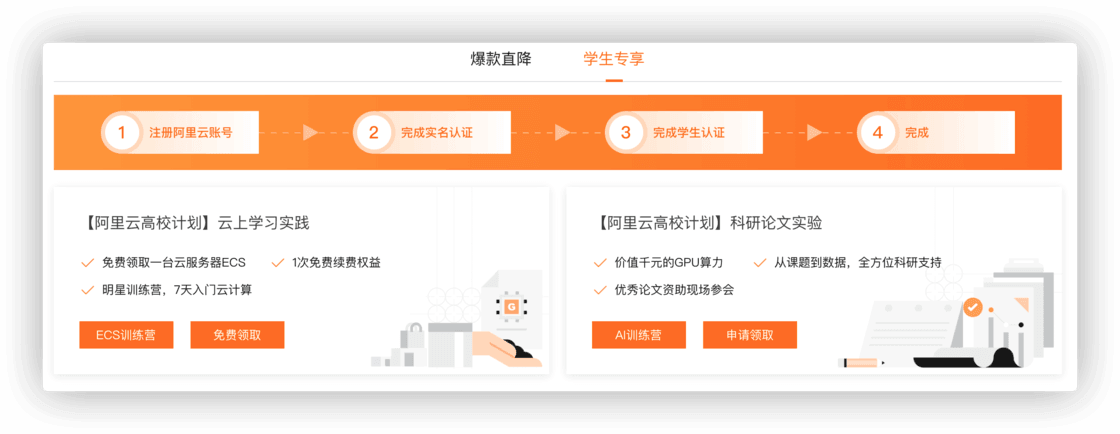 爆款直降 学生专享
1 注册阿里云账号 2 完成实名认证 3 完成学生认证 4 完成
【阿里云高校计划】云上学习实践
免费领取一台云服务器ECS 1次免费续费权益
明星训练营，7天入门云计算
ECS训练营 免费领取
G
【阿里云高校计划】科研论文实验
价值千元的GPU算力 从课题到数据，全方位科研支持
优秀论文资助现场参会
AI训练营 申请领取